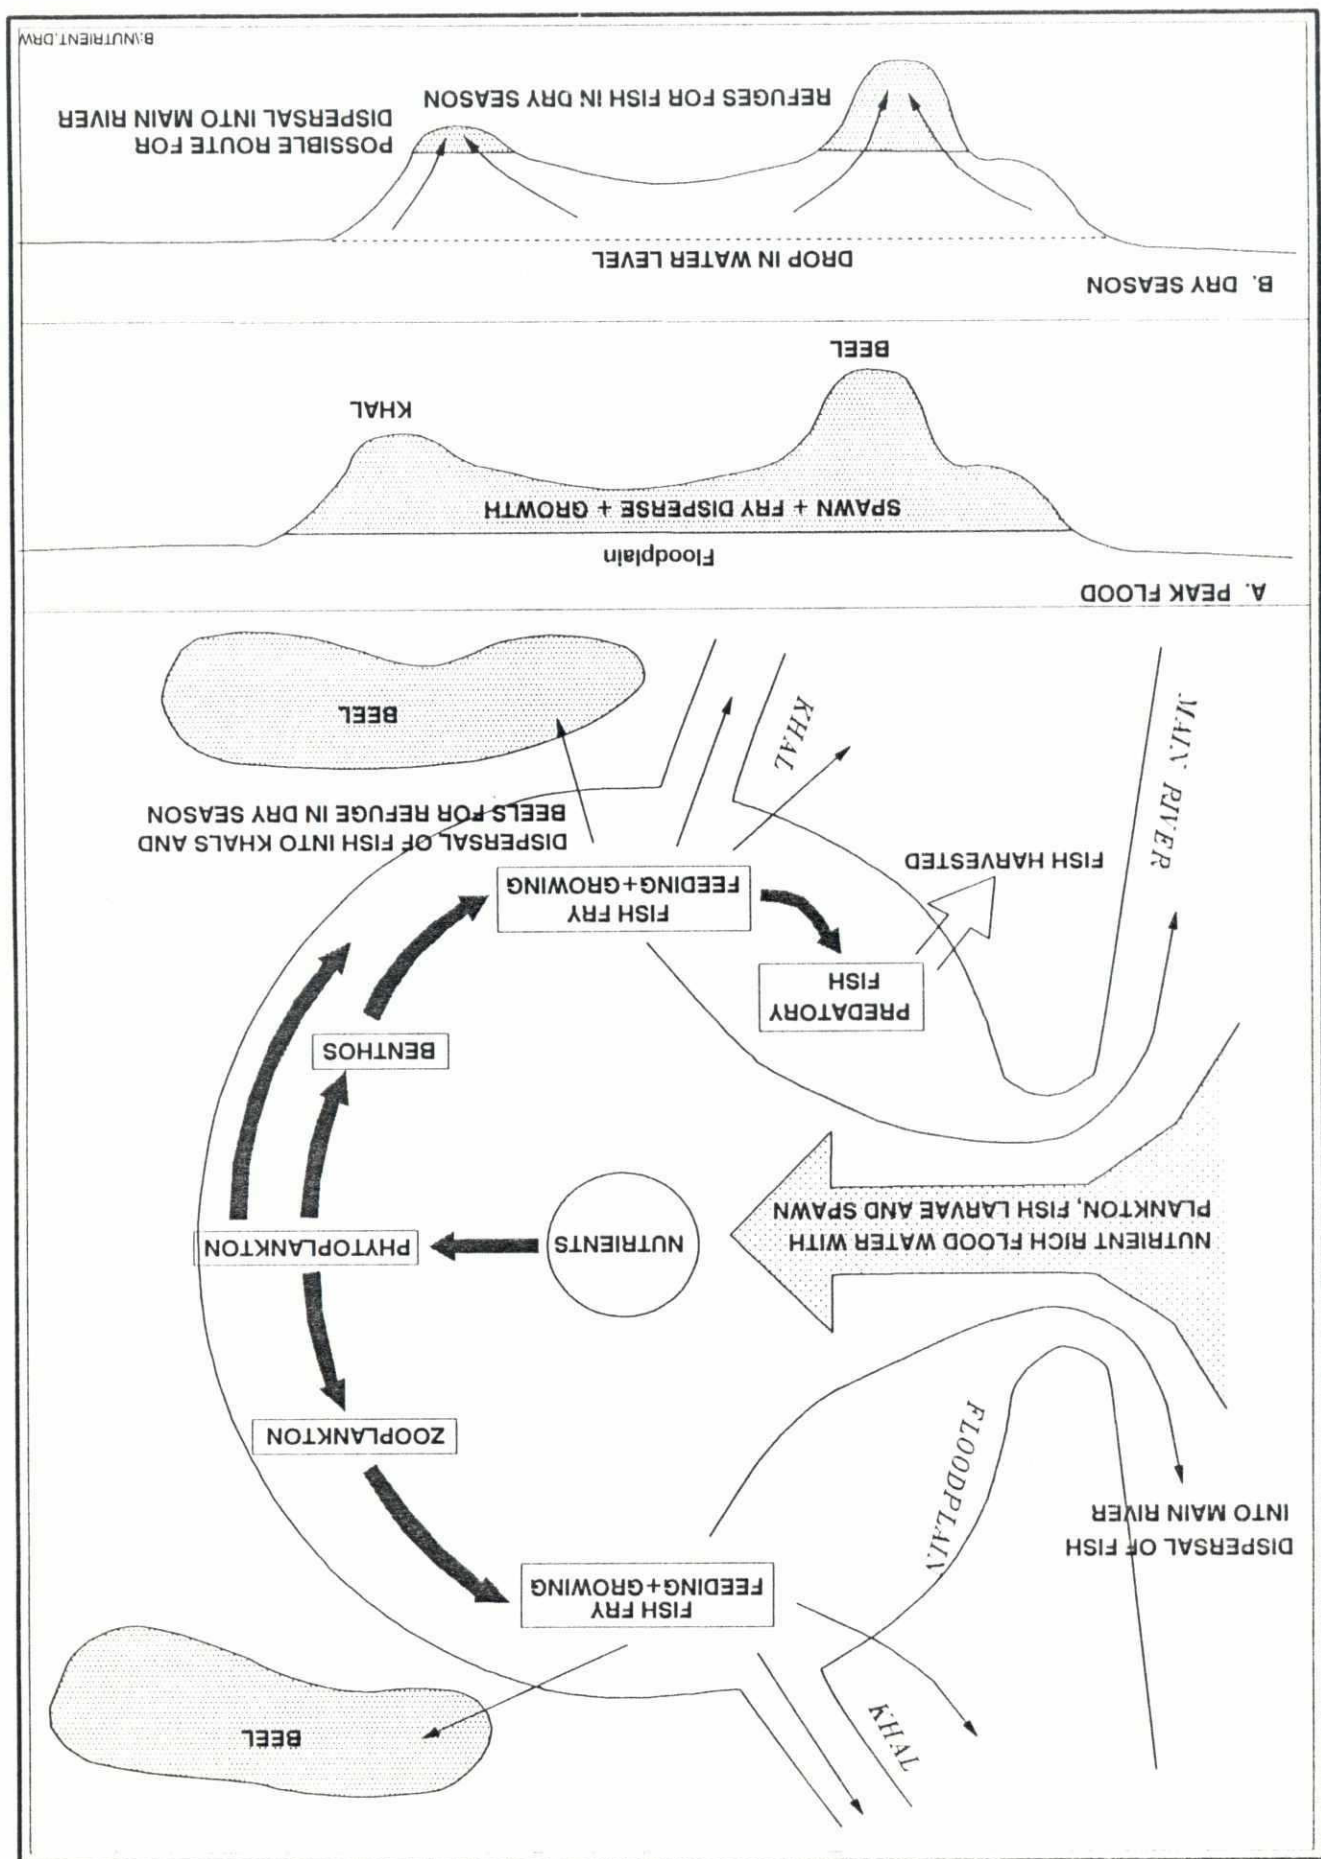 KHAL
BEEL
FISH FRY
FEEDING+GROWING
DISPERSAL OF FISH
INTO MAIN RIVER
FLOODPLAIN
ZOOPLANKTON
NUTRIENT RICH FLOOD WATER WITH
PLANKTON, FISH LARVAE AND SPAWN
NUTRIENTS
PHYTOPLANKTON
BENTHOS
PREDATORY
FISH
FISH FRY
FEEDING+GROWING
FISH HARVESTED
DISPERSAL OF FISH INTO KHALS AND
BEELS FOR REFUGE IN DRY SEASON
MAIN RIVER
KHAL
BEEL
A. PEAK FLOOD
Floodplain
SPAWN + FRY DISPERSE + GROWTH
KHAL
BEEL
B. DRY SEASON
DROP IN WATER LEVEL
POSSIBLE ROUTE FOR
DISPERSAL INTO MAIN RIVER
REFUGES FOR FISH IN DRY SEASON
B:\NUTRIENT.DRW